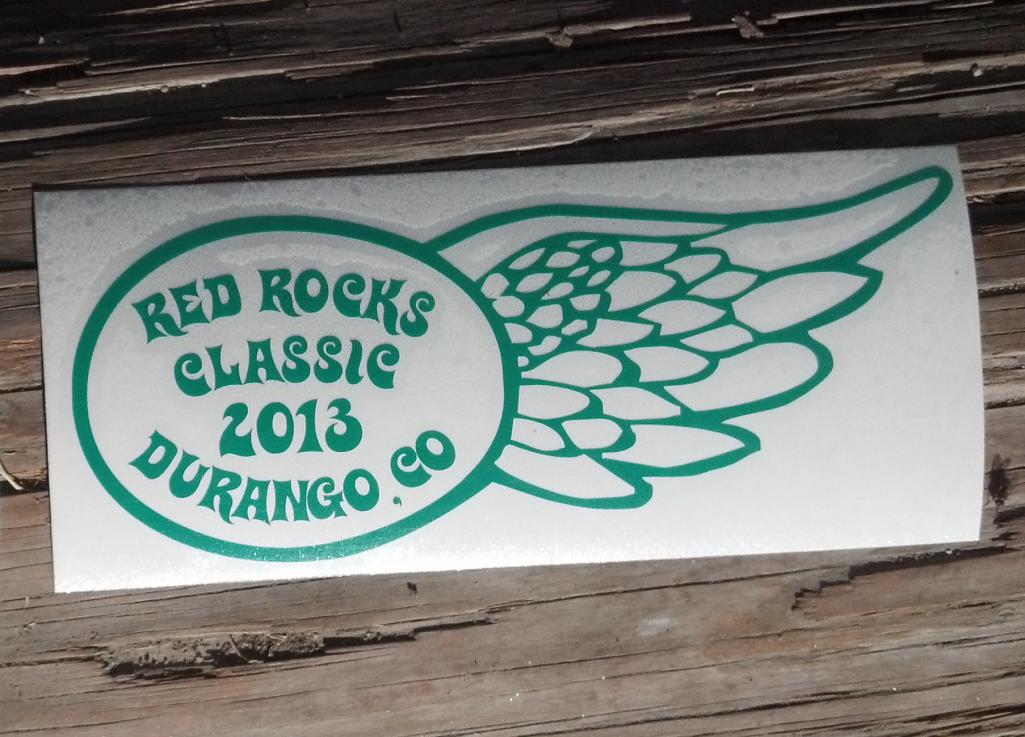 RED ROCKS
CLASSIC
2013
DURANGO, CO